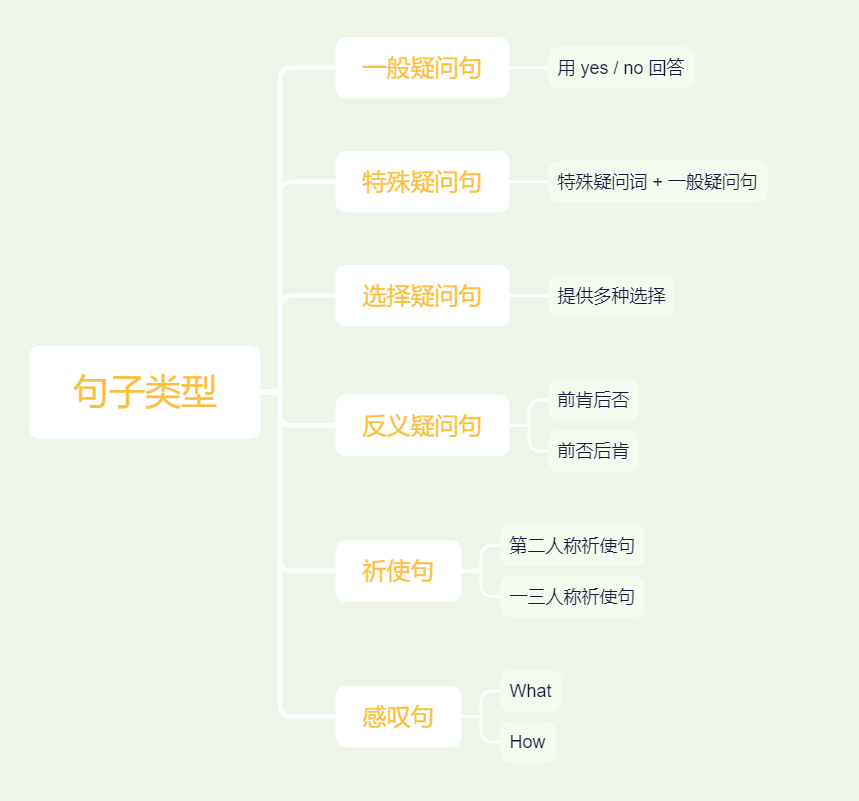 句子类型
一般疑问句
用 yes / no 回答
特殊疑问句
特殊疑问词 + 一般疑问句
选择疑问句
提供多种选择
反义疑问句
前肯后否
前否后肯
祈使句
第二人称祈使句
一三人称祈使句
感叹句
What
How